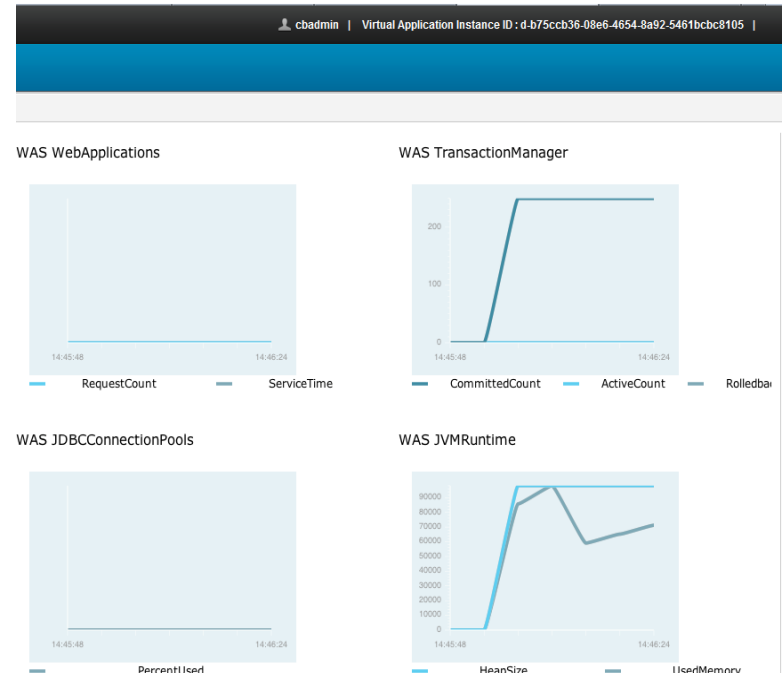 cbadmin | Virtual Application Instance ID : d-b75ccb36-08e6-4654-8a92-5461bcbc8105 |
WAS WebApplications
14:45:48 14:46:24
RequestCount ServiceTime
WAS TransactionManager
200
100
0
14:45:48 14:46:24
CommittedCount ActiveCount Rolledba
WAS JDBCConnectionPools
14:45:48 14:46:24
PercentUsed
WAS JVMRuntime
90000
80000
70000
60000
50000
40000
30000
20000
10000
0
14:45:48 14:46:24
HeapSize UsedMemory